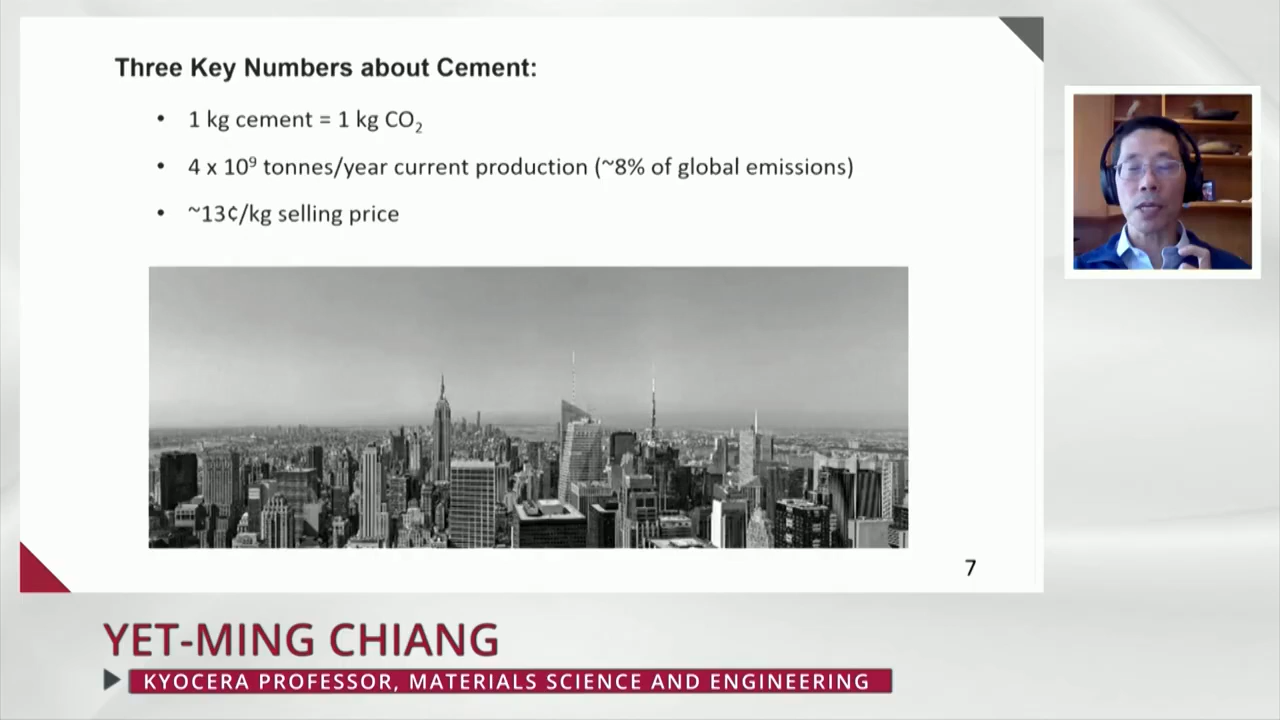 Three Key Numbers about Cement:
• 1 kg cement = 1 kg CO₂
• 4 x 10⁹ tonnes/year current production (~8% of global emissions)
• ~13¢/kg selling price
7
YET-MING CHIANG
KYOCERA PROFESSOR, MATERIALS SCIENCE AND ENGINEERING